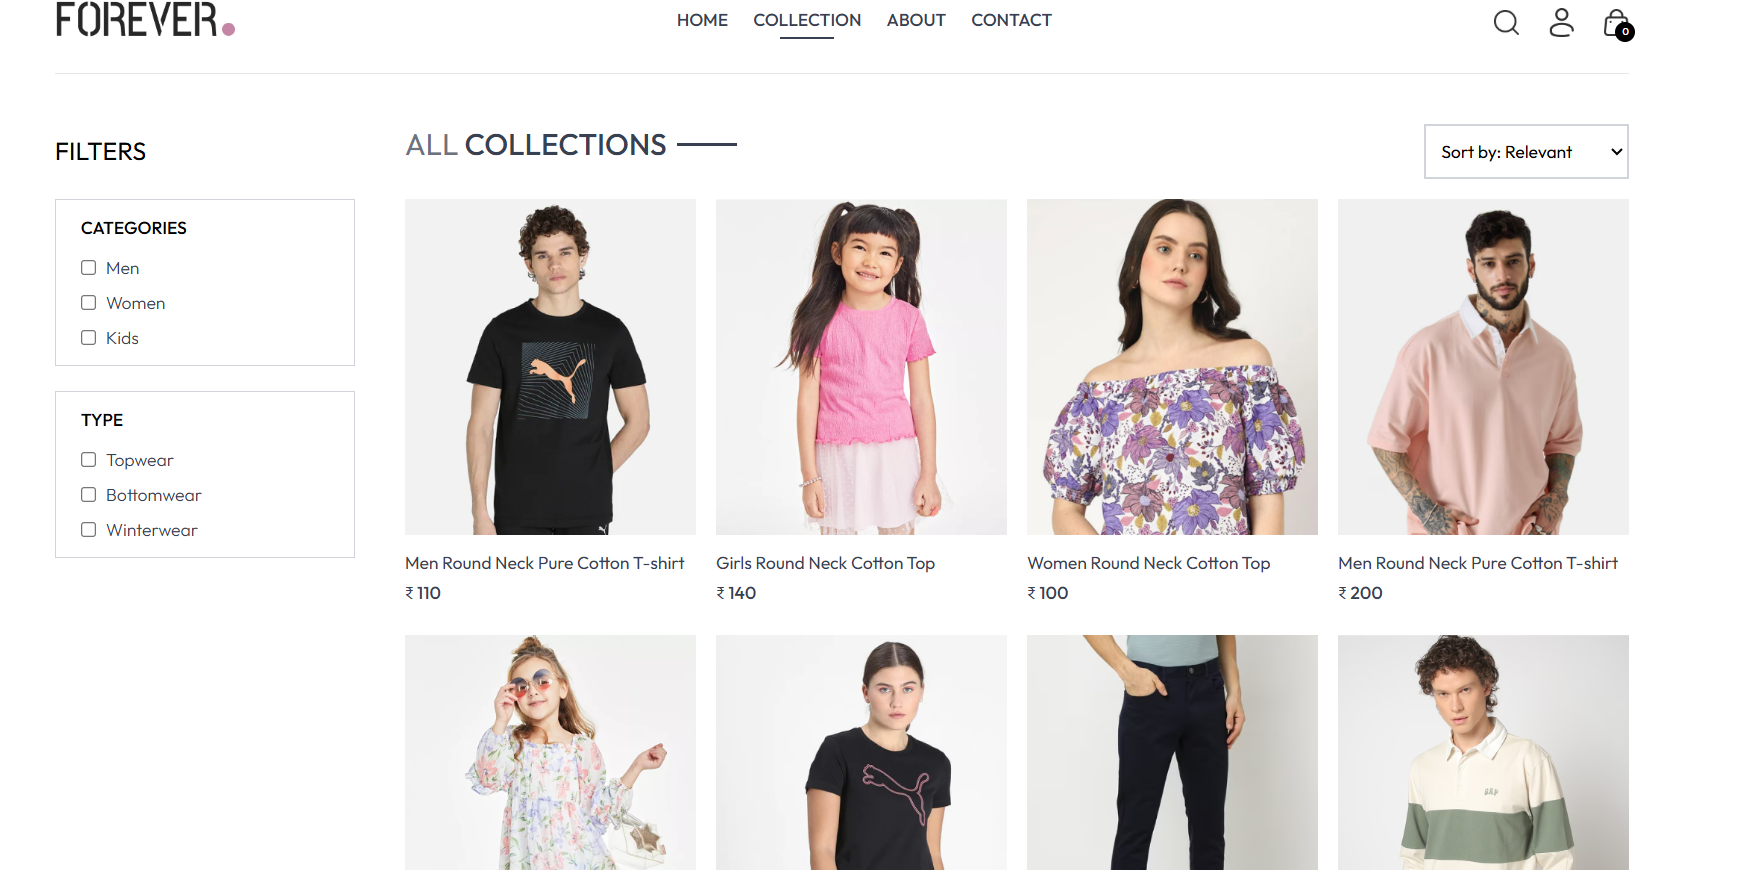 FOREVER.
HOME COLLECTION ABOUT CONTACT
0
FILTERS
CATEGORIES
Men
Women
Kids
TYPE
Topwear
Bottomwear
Winterwear
ALL COLLECTIONS
Sort by: Relevant
Men Round Neck Pure Cotton T-shirt
₹ 110
Girls Round Neck Cotton Top
₹ 140
Women Round Neck Cotton Top
₹ 100
Men Round Neck Pure Cotton T-shirt
₹ 200
GAP